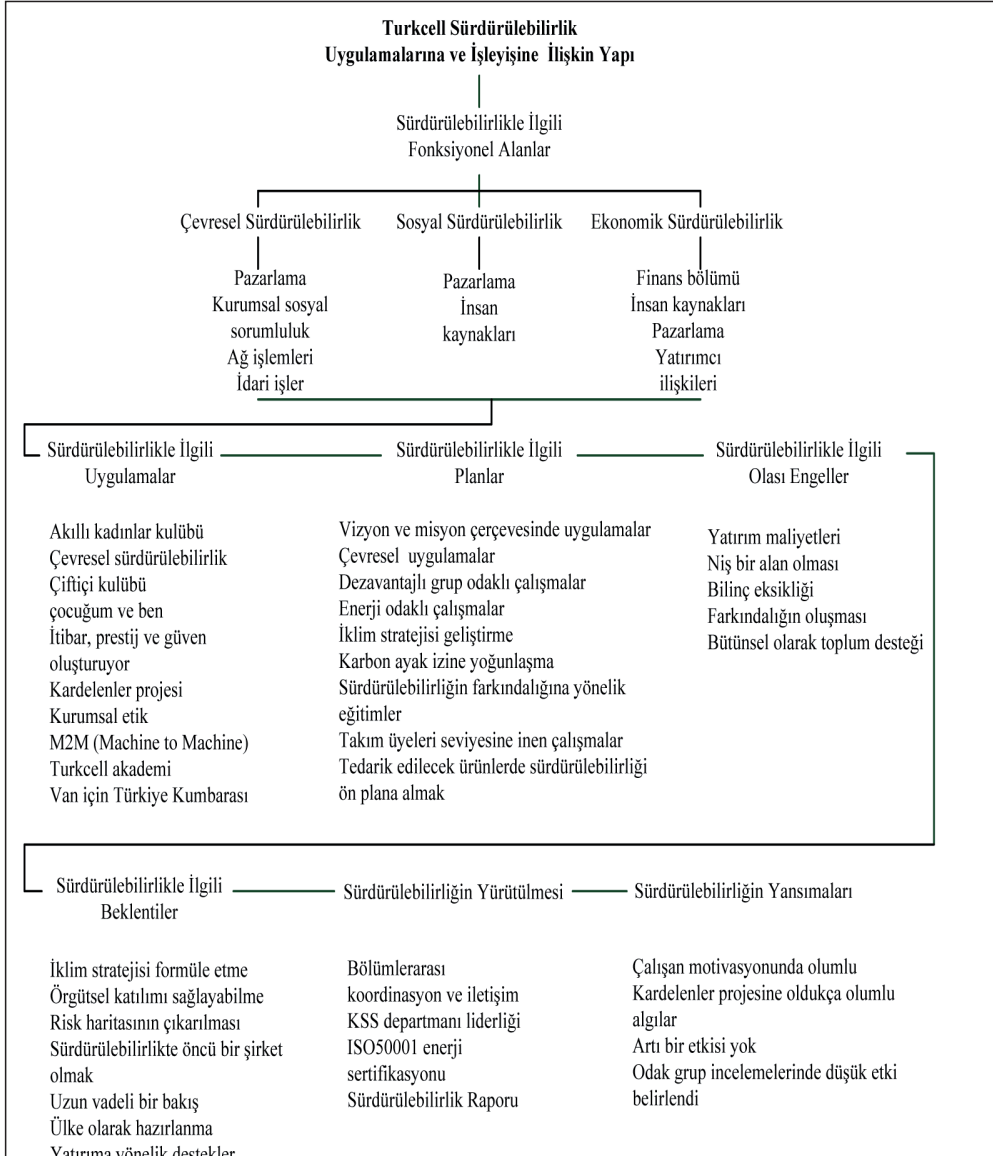 Turkcell Sürdürülebilirlik
Uygulamalarına ve İşleyişine İlişkin Yapı
Sürdürülebilirlikle İlgili
Fonksiyonel Alanlar
Çevresel Sürdürülebilirlik
Pazarlama
Kurumsal sosyal
sorumluluk
Ağ işlemleri
İdari işler
Sosyal Sürdürülebilirlik
Pazarlama
İnsan
kaynakları
Ekonomik Sürdürülebilirlik
Finans bölümü
İnsan kaynakları
Pazarlama
Yatırımcı
ilişkileri
Sürdürülebilirlikle İlgili
Uygulamalar
Akıllı kadınlar kulübü
Çevresel sürdürülebilirlik
Çiftiçi kulübü
çocuğum ve ben
İtibar, prestij ve güven
oluşturuyor
Kardelenler projesi
Kurumsal etik
M2M (Machine to Machine)
Turkcell akademi
Van için Türkiye Kumbarası
Sürdürülebilirlikle İlgili
Planlar
Vizyon ve misyon çerçevesinde uygulamalar
Çevresel uygulamalar
Dezavantajlı grup odaklı çalışmalar
Enerji odaklı çalışmalar
İklim stratejisi geliştirme
Karbon ayak izine yoğunlaşma
Sürdürülebilirliğin farkındalığına yönelik
eğitimler
Takım üyeleri seviyesine inen çalışmalar
Tedarik edilecek ürünlerde sürdürülebilirliği
ön plana almak
Sürdürülebilirlikle İlgili
Olası Engeller
Yatırım maliyetleri
Niş bir alan olması
Bilinç eksikliği
Farkındalığın oluşması
Bütünsel olarak toplum desteği
Sürdürülebilirlikle İlgili
Beklentiler
İklim stratejisi formüle etme
Örgütsel katılımı sağlayabilme
Risk haritasının çıkarılması
Sürdürülebilirlikte öncü bir şirket
olmak
Uzun vadeli bir bakış
Ülke olarak hazırlanma
Yatırıma yönelik destekler
Sürdürülebilirliğin Yürütülmesi
Bölümlerarası
koordinasyon ve iletişim
KSS departmanı liderliği
ISO50001 enerji
sertifikasyonu
Sürdürülebilirlik Raporu
Sürdürülebilirliğin Yansımaları
Çalışan motivasyonunda olumlu
Kardelenler projesine oldukça olumlu
algılar
Artı bir etkisi yok
Odak grup incelemelerinde düşük etki
belirlendi